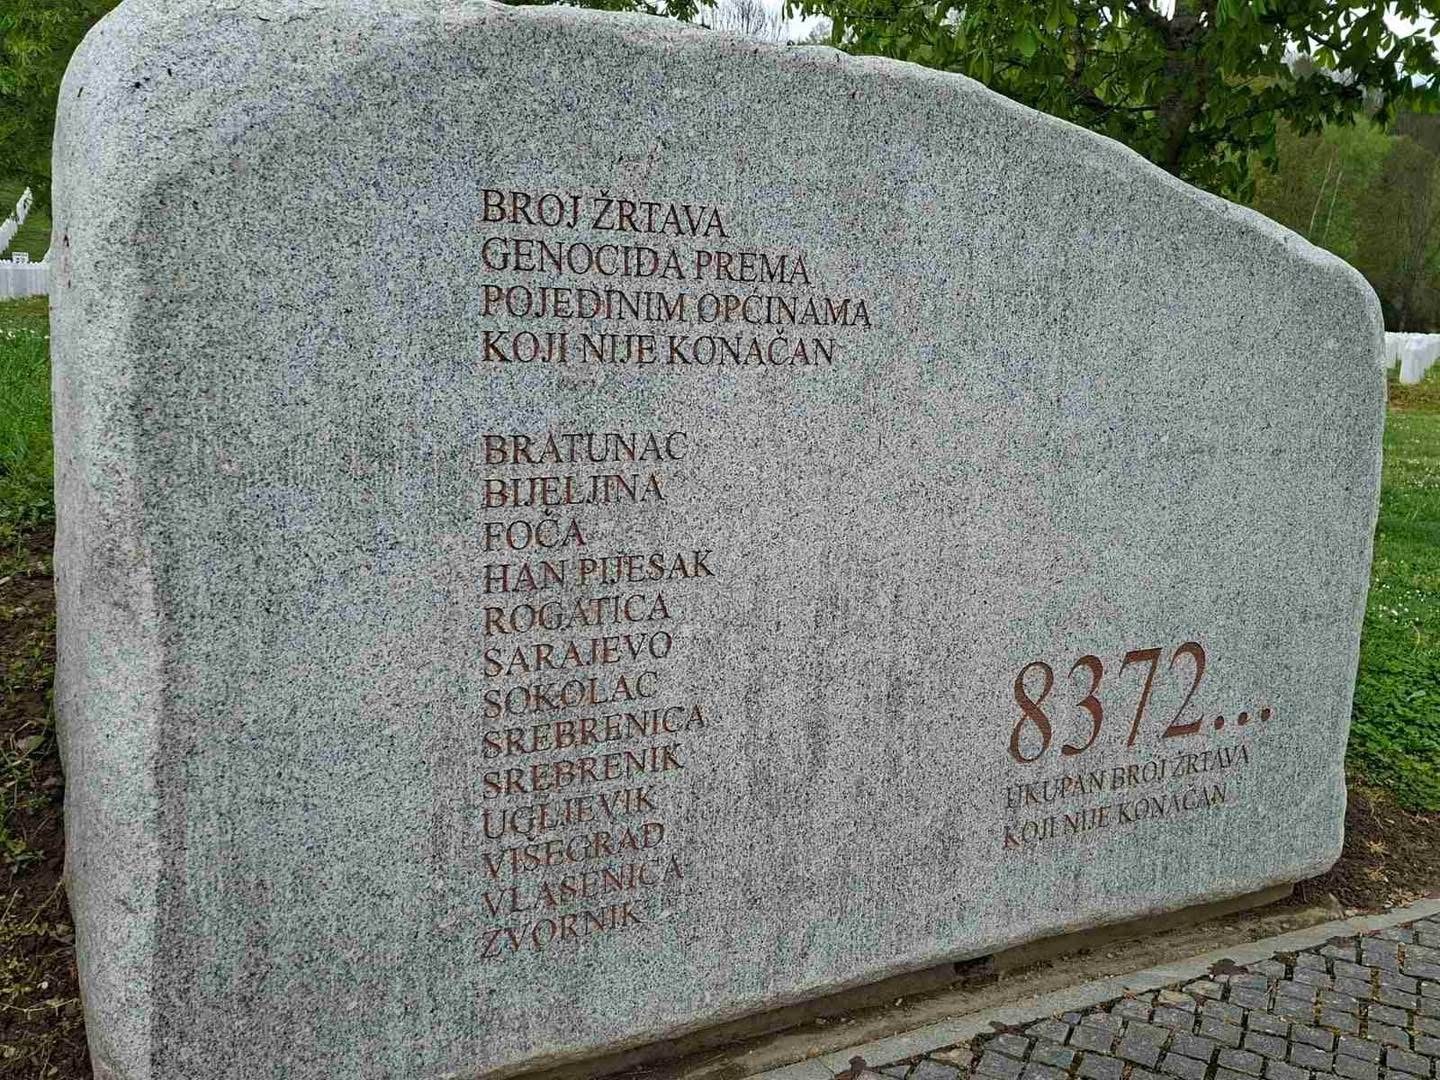 BROJ ŽRTAVA
GENOCIDA PREMA
POJEDINIM OPĆINAMA
KOJI NIJE KONAČAN
BRATUNAC
BIJELJINA
FOČA
HAN PIJESAK
ROGATICA
SARAJEVO
SOKOLAC
SREBRENICA
SREBRENIK
UGLJEVIK
VIŠEGRAD
VLASENICA
ZVORNIK
8372...
UKUPAN BROJ ŽRTAVA
KOJI NIJE KONAČAN